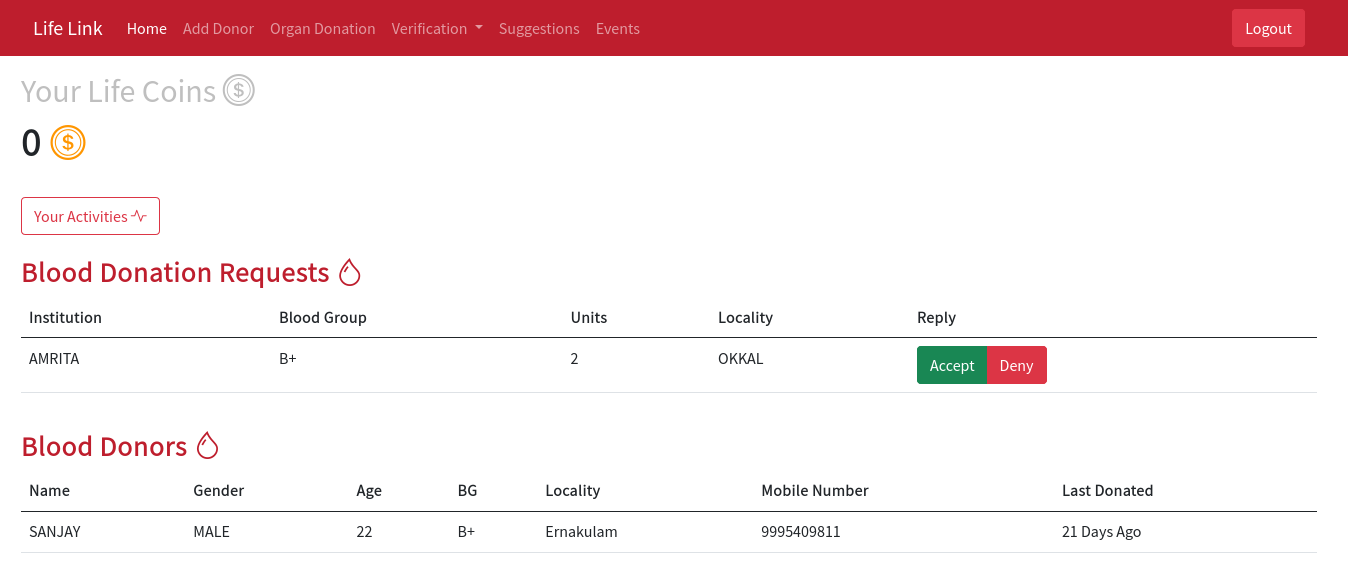 Life Link Home Add Donor Organ Donation Verification Suggestions Events Logout
Your Life Coins
0
Your Activities
Blood Donation Requests
Institution Blood Group Units Locality Reply
AMRITA B+ 2 OKKAL Accept Deny
Blood Donors
Name Gender Age BG Locality Mobile Number Last Donated
SANJAY MALE 22 B+ Ernakulam 9995409811 21 Days Ago